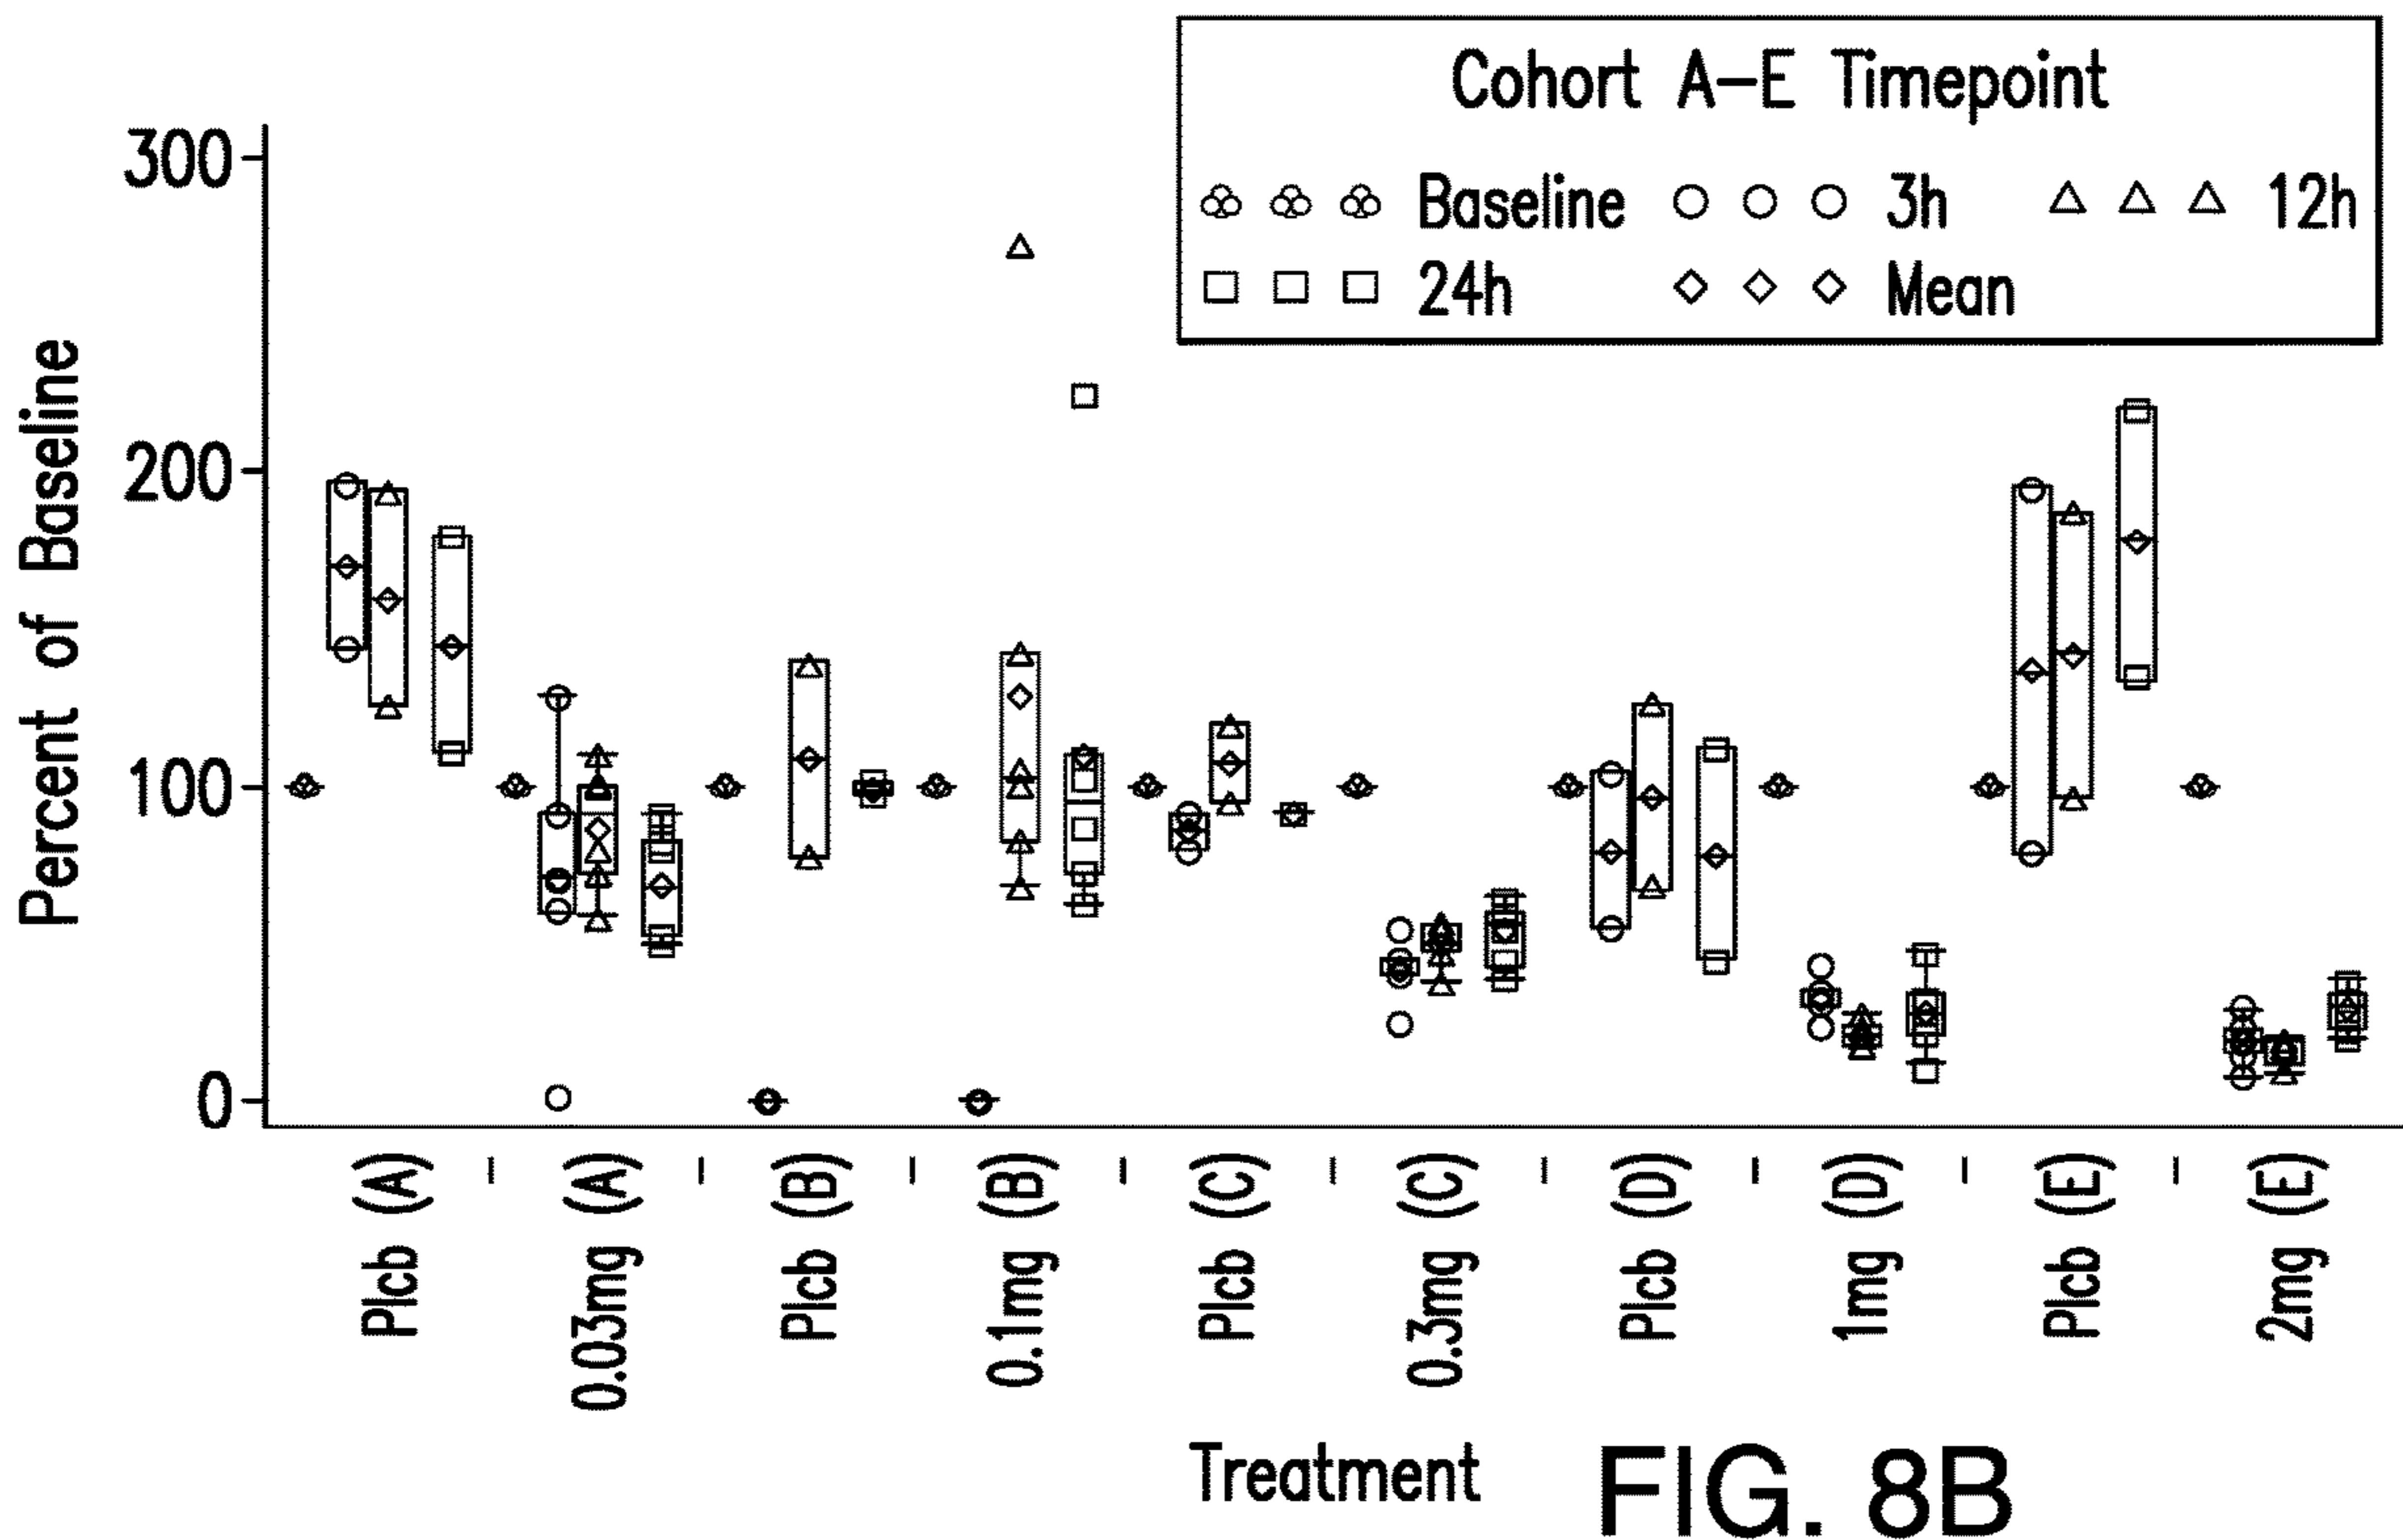 Cohort A-E Timepoint
Baseline 3h 12h
24h Mean
Percent of Baseline
300
200
100
0
Plcb (A)
0.03mg (A)
Plcb (B)
0.1mg (B)
Plcb (C)
0.3mg (C)
Plcb (D)
1mg (D)
Plcb (E)
2mg (E)
Treatment
FIG. 8B